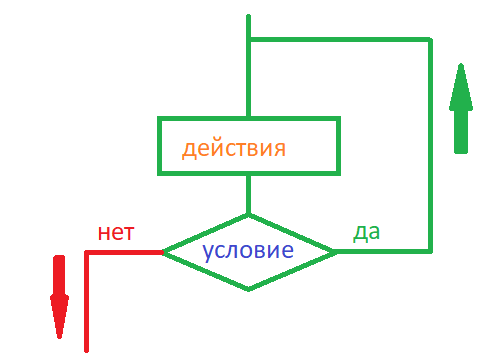 действия
нет
да
условие